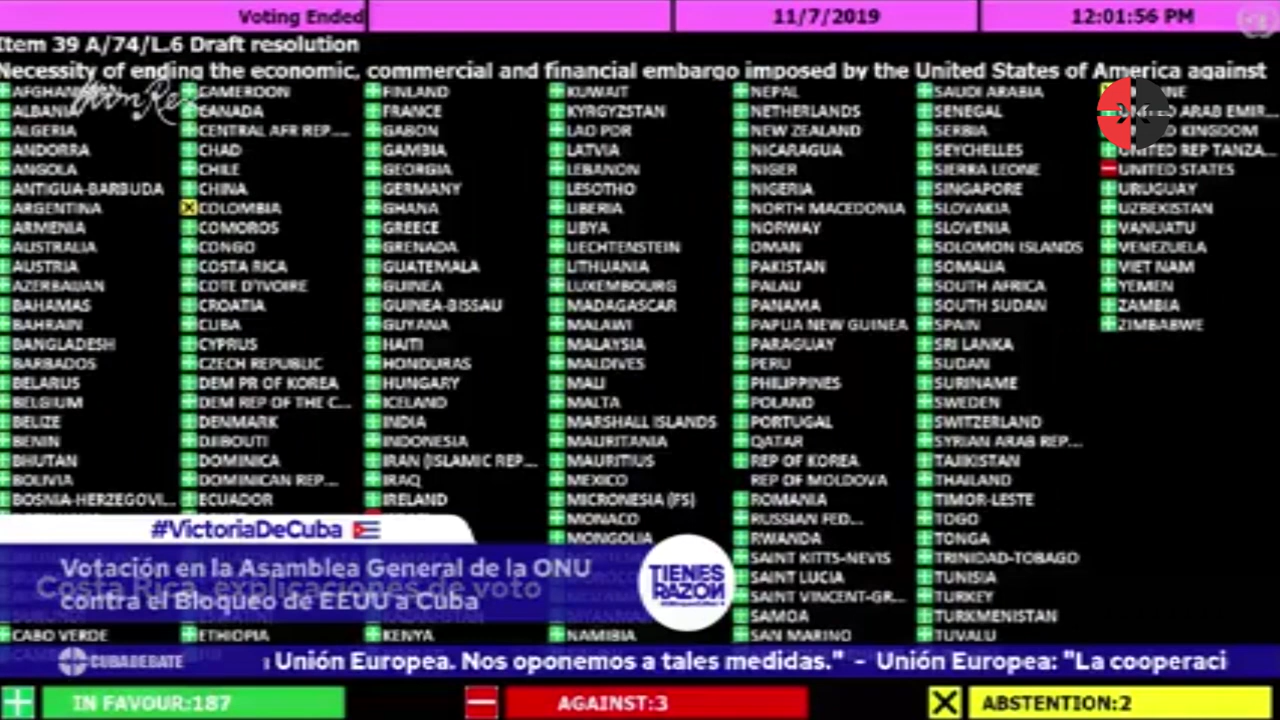 Voting Ended 11/7/2019 12:01:56 PM
Item 39 A/74/L.6 Draft resolution
Necessity of ending the economic, commercial and financial embargo imposed by the United States of America against
CAMEROON FINLAND KUWAIT NEPAL SAUDI ARABIA
ALBANIA CANADA FRANCE KYRGYZSTAN NETHERLANDS SENEGAL UNITED ARAB EMIR...
ALGERIA CENTRAL AFR REP.... GABON LAO PDR NEW ZEALAND SERBIA KINGDOM
ANDORRA CHAD GAMBIA LATVIA NICARAGUA SEYCHELLES UNITED REP TANZA...
ANGOLA CHILE GEORGIA LEBANON NIGER SIERRA LEONE UNITED STATES
ANTIGUA-BARBUDA CHINA GERMANY LESOTHO NIGERIA SINGAPORE URUGUAY
ARGENTINA COLOMBIA GHANA LIBERIA NORTH MACEDONIA SLOVAKIA UZBEKISTAN
ARMENIA COMOROS GREECE LIBYA NORWAY SLOVENIA VANUATU
AUSTRALIA CONGO GRENADA LIECHTENSTEIN OMAN SOLOMON ISLANDS VENEZUELA
AUSTRIA COSTA RICA GUATEMALA LITHUANIA PAKISTAN SOMALIA VIET NAM
AZERBAIJAN COTE D'IVOIRE GUINEA LUXEMBOURG PALAU SOUTH AFRICA YEMEN
BAHAMAS CROATIA GUINEA-BISSAU MADAGASCAR PANAMA SOUTH SUDAN ZAMBIA
BAHRAIN CUBA GUYANA MALAWI PAPUA NEW GUINEA SPAIN ZIMBABWE
BANGLADESH CYPRUS HAITI MALAYSIA PARAGUAY SRI LANKA
BARBADOS CZECH REPUBLIC HONDURAS MALDIVES PERU SUDAN
BELARUS DEM PR OF KOREA HUNGARY MALI PHILIPPINES SURINAME
BELGIUM DEM REP OF THE C... ICELAND MALTA POLAND SWEDEN
BELIZE DENMARK INDIA MARSHALL ISLANDS PORTUGAL SWITZERLAND
BENIN DJIBOUTI INDONESIA MAURITANIA QATAR SYRIAN ARAB REP...
BHUTAN DOMINICA IRAN (ISLAMIC REP... MAURITIUS REP OF KOREA TAJIKISTAN
BOLIVIA DOMINICAN REP... IRAQ MEXICO REP OF MOLDOVA THAILAND
BOSNIA-HERZEGOVI... ECUADOR IRELAND MICRONESIA (FS) ROMANIA TIMOR-LESTE
MONACO RUSSIAN FED... TOGO
MONGOLIA RWANDA TONGA
SAINT KITTS-NEVIS TRINIDAD-TOBAGO
SAINT LUCIA TUNISIA
SAINT VINCENT-GR... TURKEY
SAMOA TURKMENISTAN
CABO VERDE ETHIOPIA KENYA NAMIBIA SAN MARINO TUVALU
#VictoriaDeCuba
Votación en la Asamblea General de la ONU
Costa Rica, explicaciones de voto
contra el Bloqueo de EEUU a Cuba
TIENES
RAZON
CUBADEBATE Unión Europea. Nos oponemos a tales medidas." - Unión Europea: "La cooperaci
IN FAVOUR:187 AGAINST:3 ABSTENTION:2